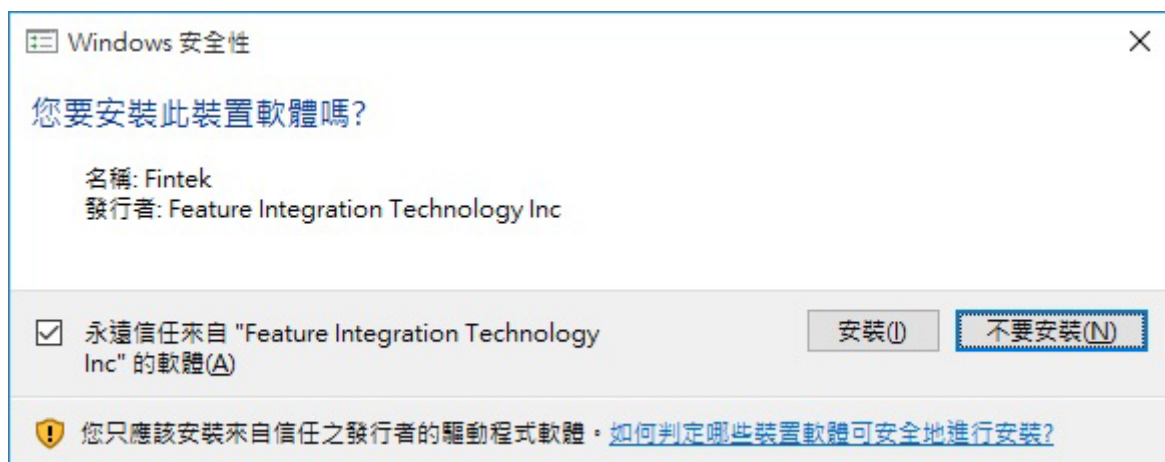 Windows 安全性
您要安裝此裝置軟體嗎?
名稱: Fintek
發行者: Feature Integration Technology Inc
永遠信任來自 "Feature Integration Technology
Inc" 的軟體(A)
安裝(I)
不要安裝(N)
您只應該安裝來自信任之發行者的驅動程式軟體。如何判定哪些裝置軟體可安全地進行安裝?